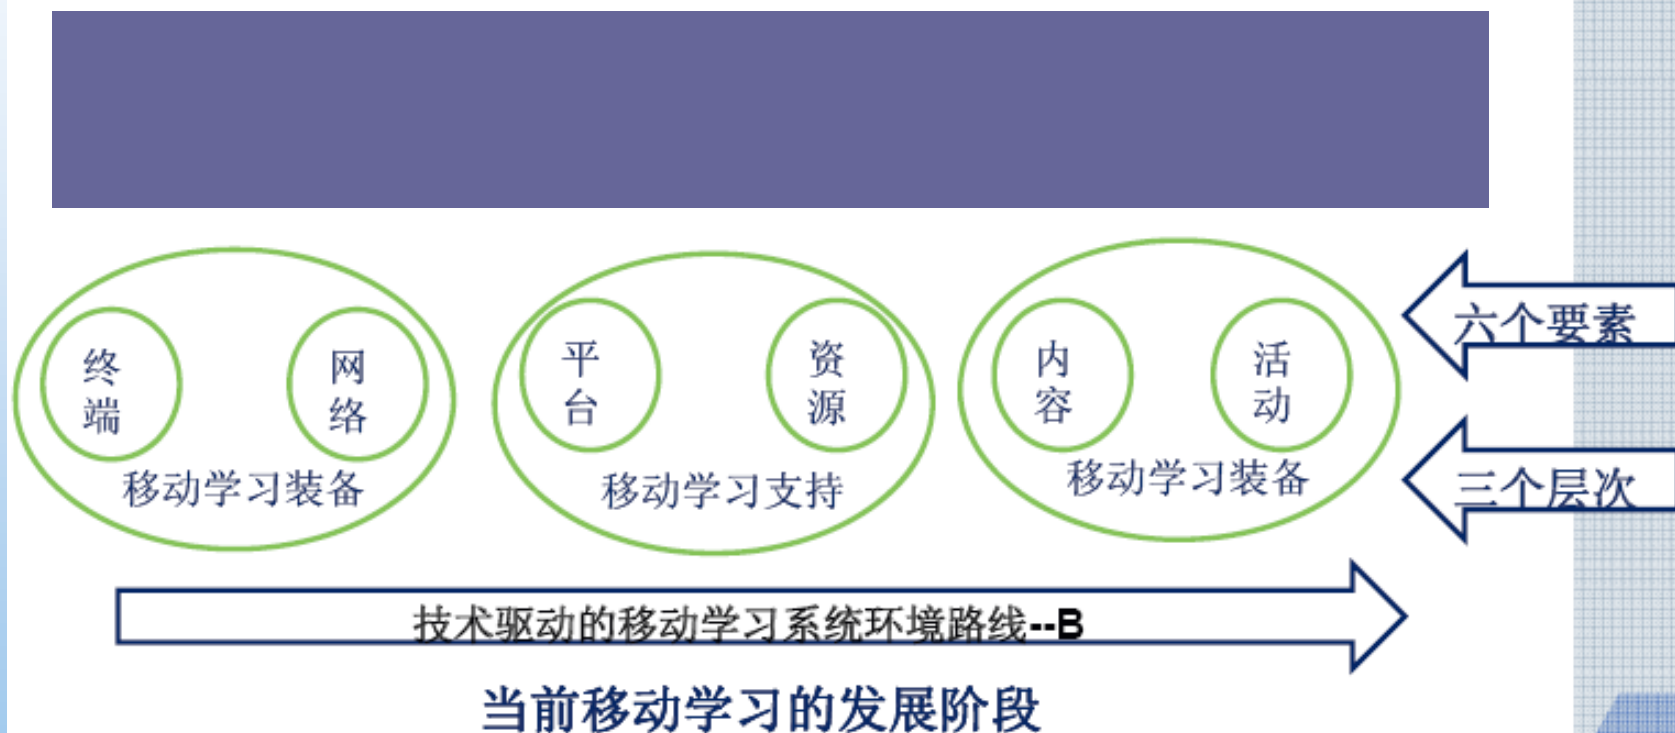 终端
网络
移动学习装备
平台
资源
移动学习支持
内容
活动
移动学习装备
六个要素
三个层次
技术驱动的移动学习系统环境路线--B
当前移动学习的发展阶段